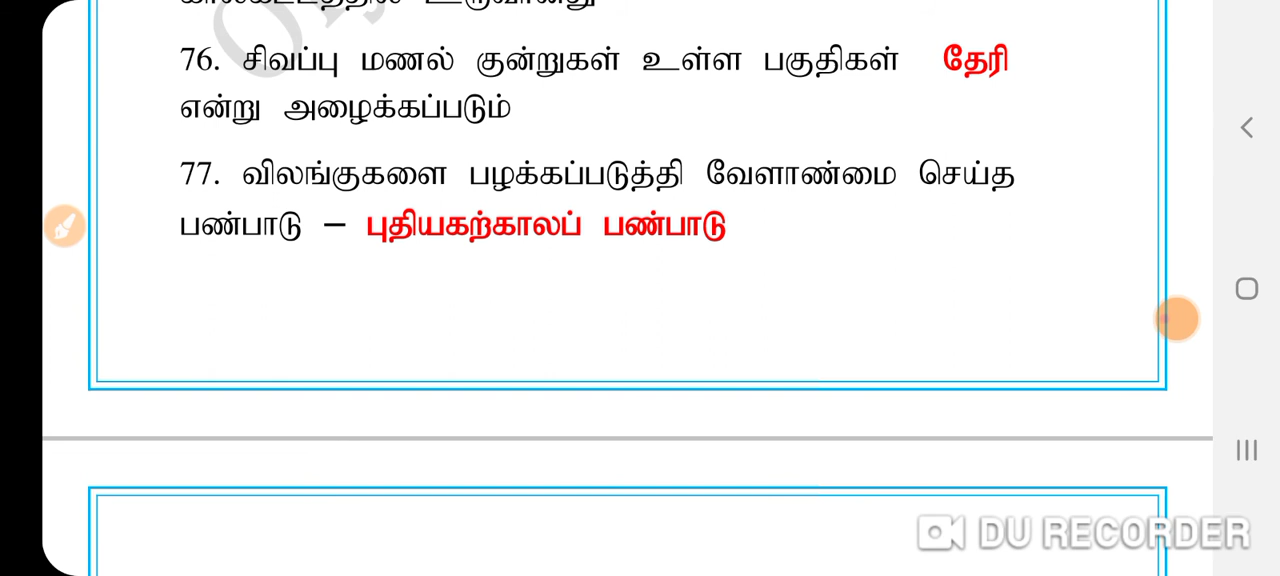 76. சிவப்பு மணல் குன்றுகள் உள்ள பகுதிகள் தேரி
என்று அழைக்கப்படும்
77. விலங்குகளை பழக்கப்படுத்தி வேளாண்மை செய்த
பண்பாடு – புதியகற்காலப் பண்பாடு
DU RECORDER